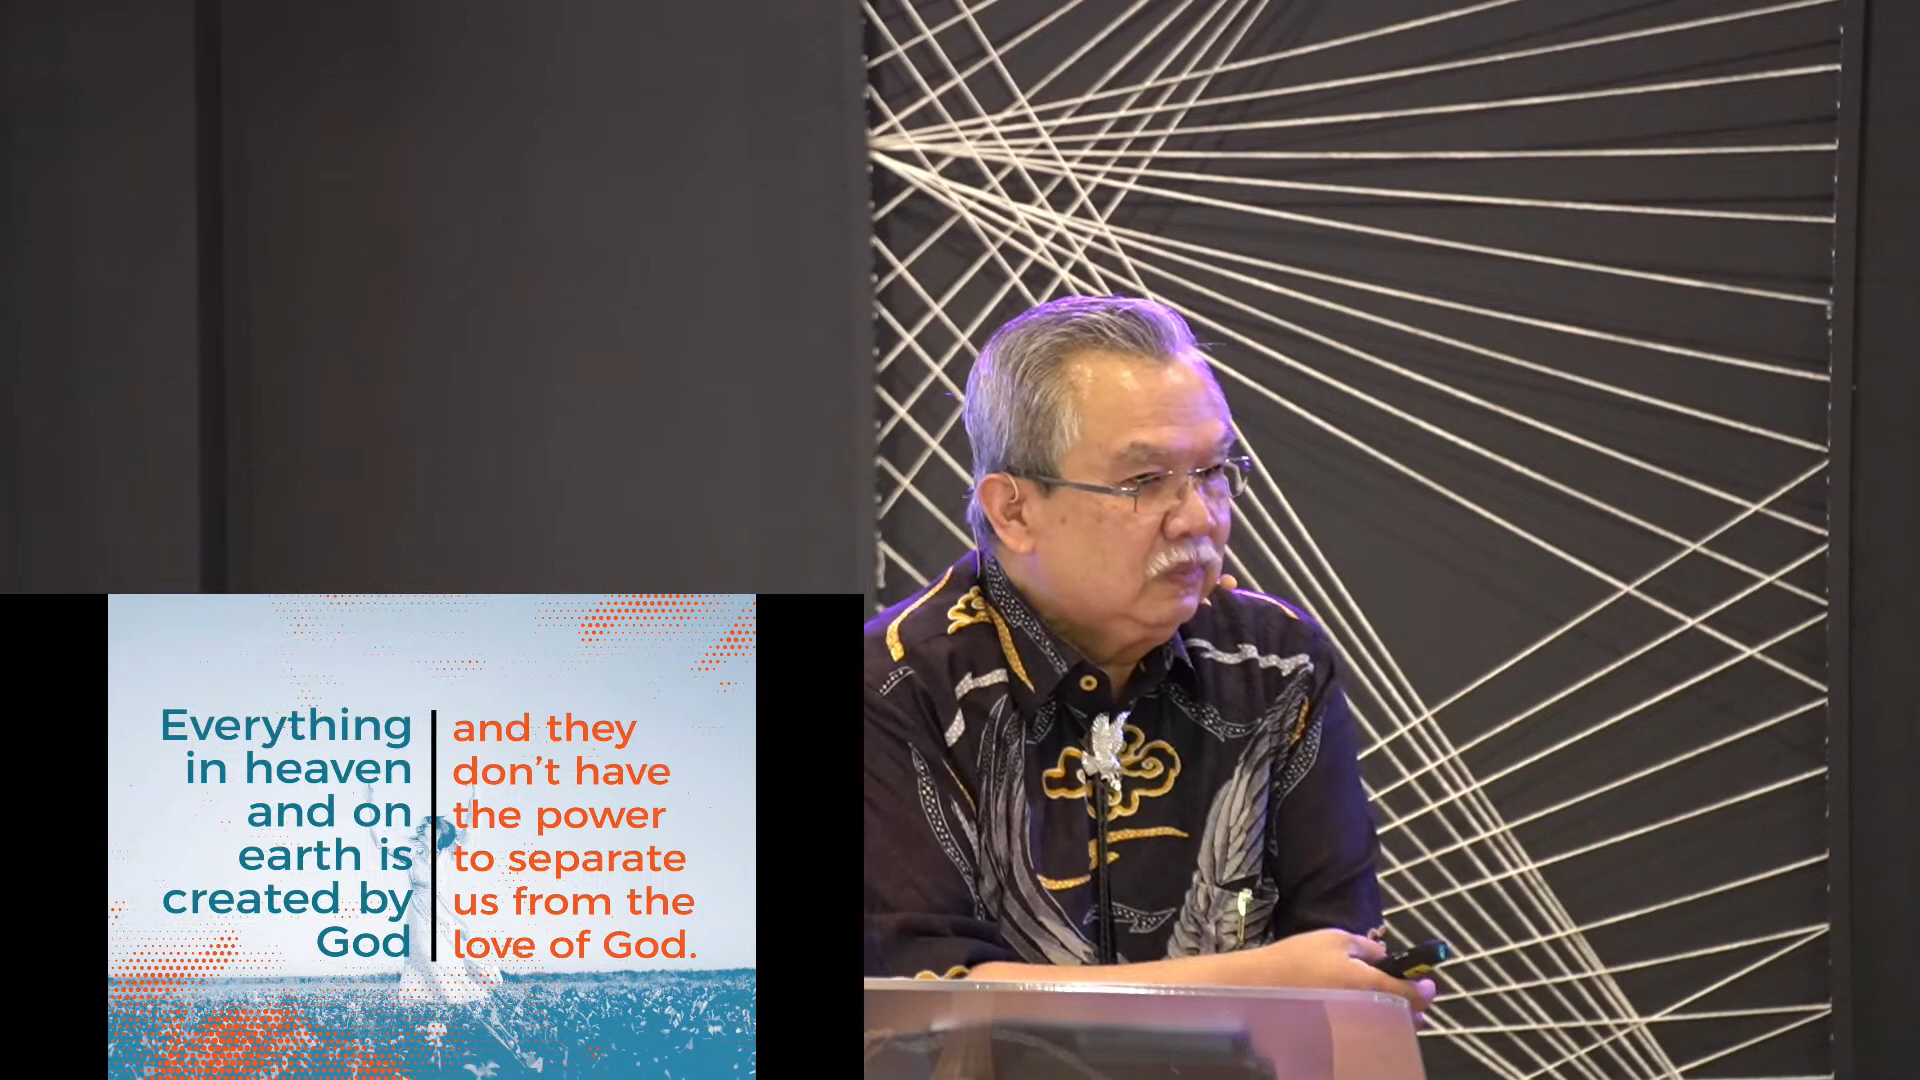 Everything
in heaven
and on
earth is
created by
God
and they
don't have
the power
to separate
us from the
love of God.